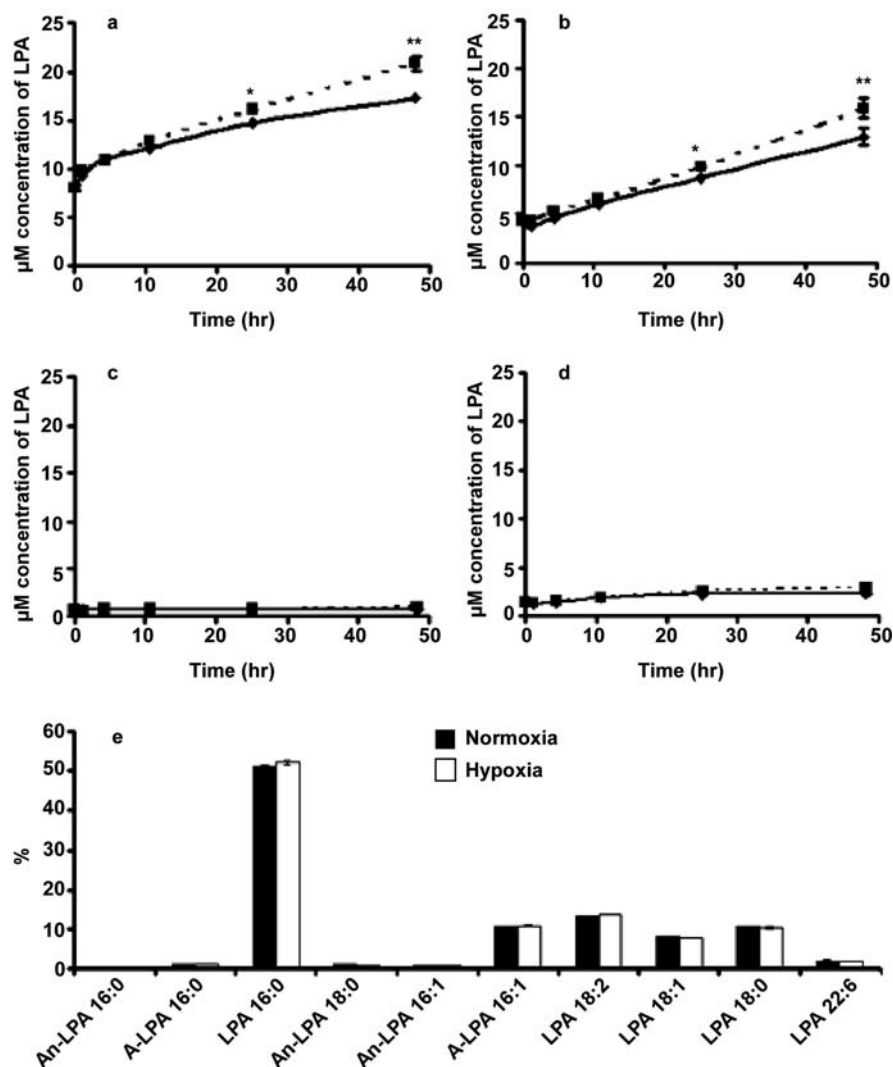 a
**
*
25
20
15
10
5
0
µM concentration of LPA
0 10 20 30 40 50
Time (hr)
b
**
*
25
20
15
10
5
0
µM concentration of LPA
0 10 20 30 40 50
Time (hr)
c
25
20
15
10
5
0
µM concentration of LPA
0 10 20 30 40 50
Time (hr)
d
25
20
15
10
5
0
µM concentration of LPA
0 10 20 30 40 50
Time (hr)
e
Normoxia
Hypoxia
60
50
40
30
20
10
0
%
An-LPA 16:0
A-LPA 16:0
LPA 16:0
An-LPA 18:0
An-LPA 16:1
A-LPA 16:1
LPA 18:2
LPA 18:1
LPA 18:0
LPA 22:6